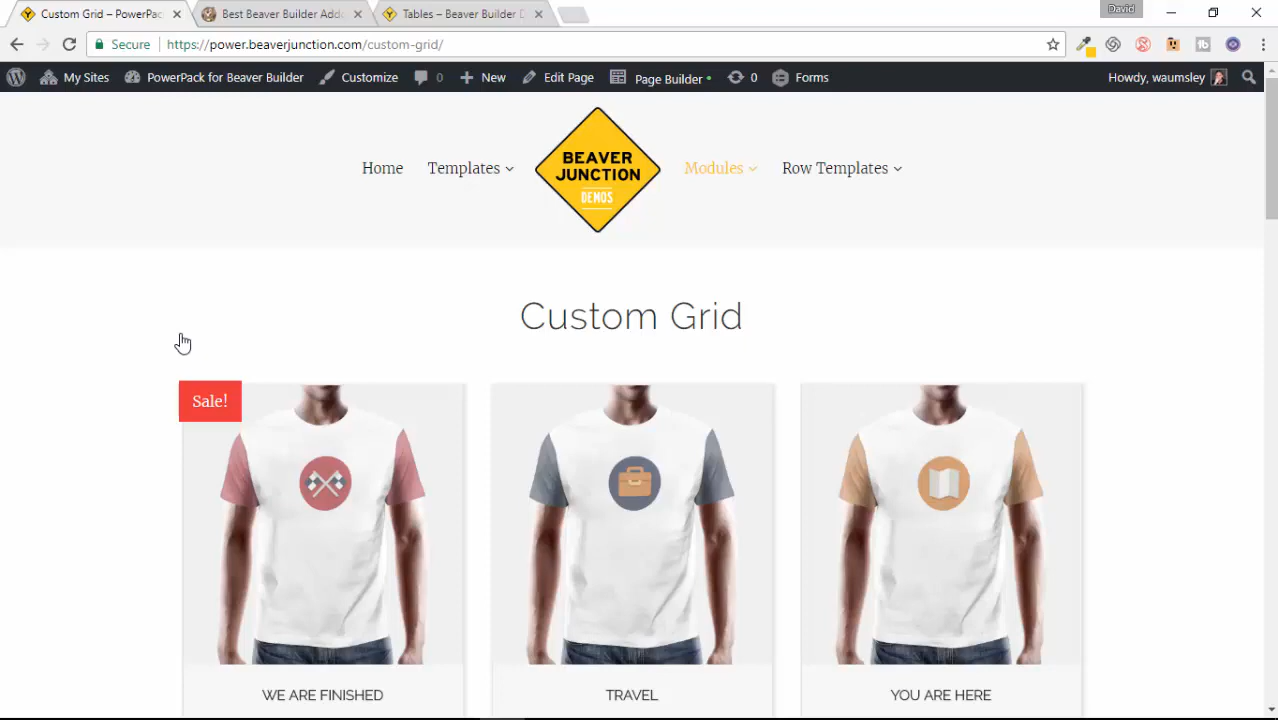 Custom Grid – PowerPac
Best Beaver Builder Addo
Tables – Beaver Builder D
David
Secure
https://power.beaverjunction.com/custom-grid/
My Sites
PowerPack for Beaver Builder
Customize
0
New
Edit Page
Page Builder
0
Forms
Howdy, waumsley
Home
Templates
BEAVER
JUNCTION
DEMOS
Modules
Row Templates
Custom Grid
Sale!
WE ARE FINISHED
TRAVEL
YOU ARE HERE